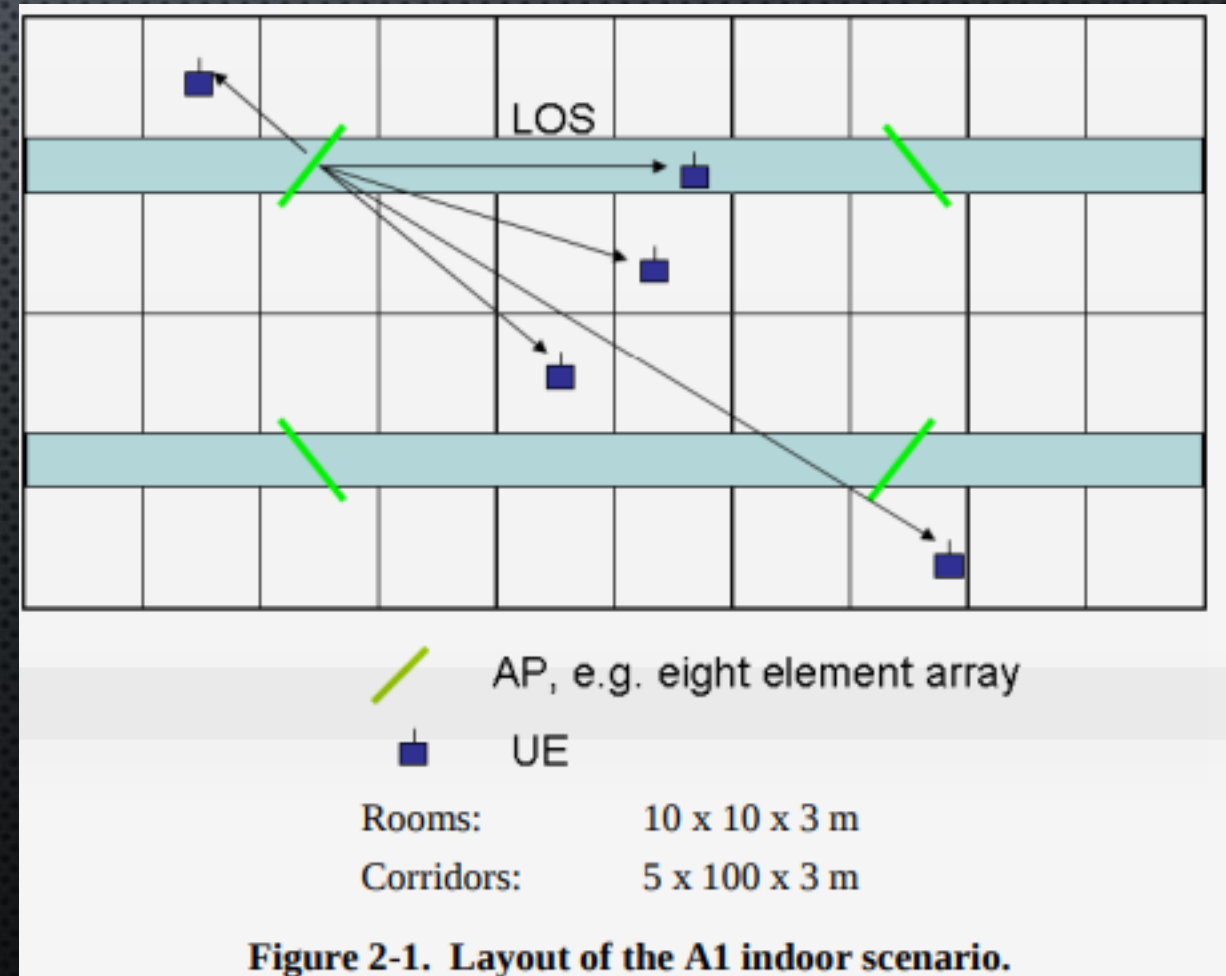 LOS
AP, e.g. eight element array
UE
Rooms: 10 x 10 x 3 m
Corridors: 5 x 100 x 3 m
Figure 2-1. Layout of the A1 indoor scenario.